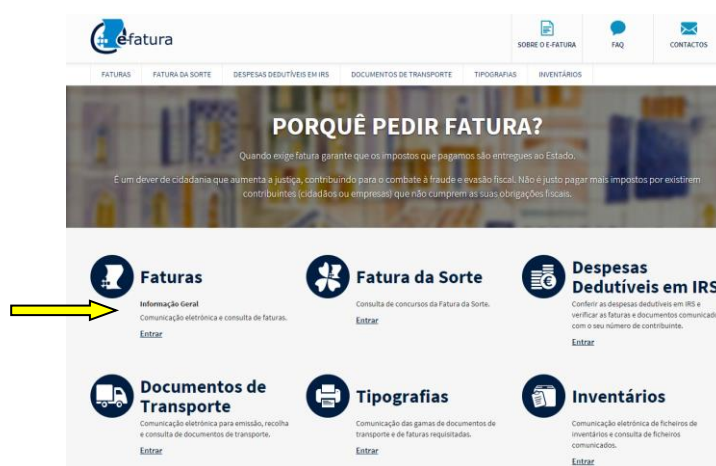 efatura
SOBRE O E-FATURA
FAQ
CONTACTOS
FATURAS
FATURA DA SORTE
DESPESAS DEDUTÍVEIS EM IRS
DOCUMENTOS DE TRANSPORTE
TIPOGRAFIAS
INVENTÁRIOS
PORQUÊ PEDIR FATURA?
Quando exige fatura garante que os impostos que pagamos são entregues ao Estado.
É um dever de cidadania que aumenta a justiça, contribuindo para o combate à fraude e evasão fiscal. Não é justo pagar mais impostos por existirem
contribuintes (cidadãos ou empresas) que não cumprem as suas obrigações fiscais.
Faturas
Informação Geral
Comunicação eletrónica e consulta de faturas.
Entrar
Fatura da Sorte
Consulta de concursos da Fatura da Sorte.
Entrar
Despesas
Dedutíveis em IRS
Conferir as despesas dedutíveis em IRS e
verificar as faturas e documentos comunicad
com o seu número de contribuinte.
Entrar
Documentos de
Transporte
Comunicação eletrónica para emissão, recolha
e consulta de documentos de transporte.
Entrar
Tipografias
Comunicação das gamas de documentos de
transporte e de faturas requisitadas.
Entrar
Inventários
Comunicação eletrónica de ficheiros de
inventários e consulta de ficheiros
comunicados.
Entrar